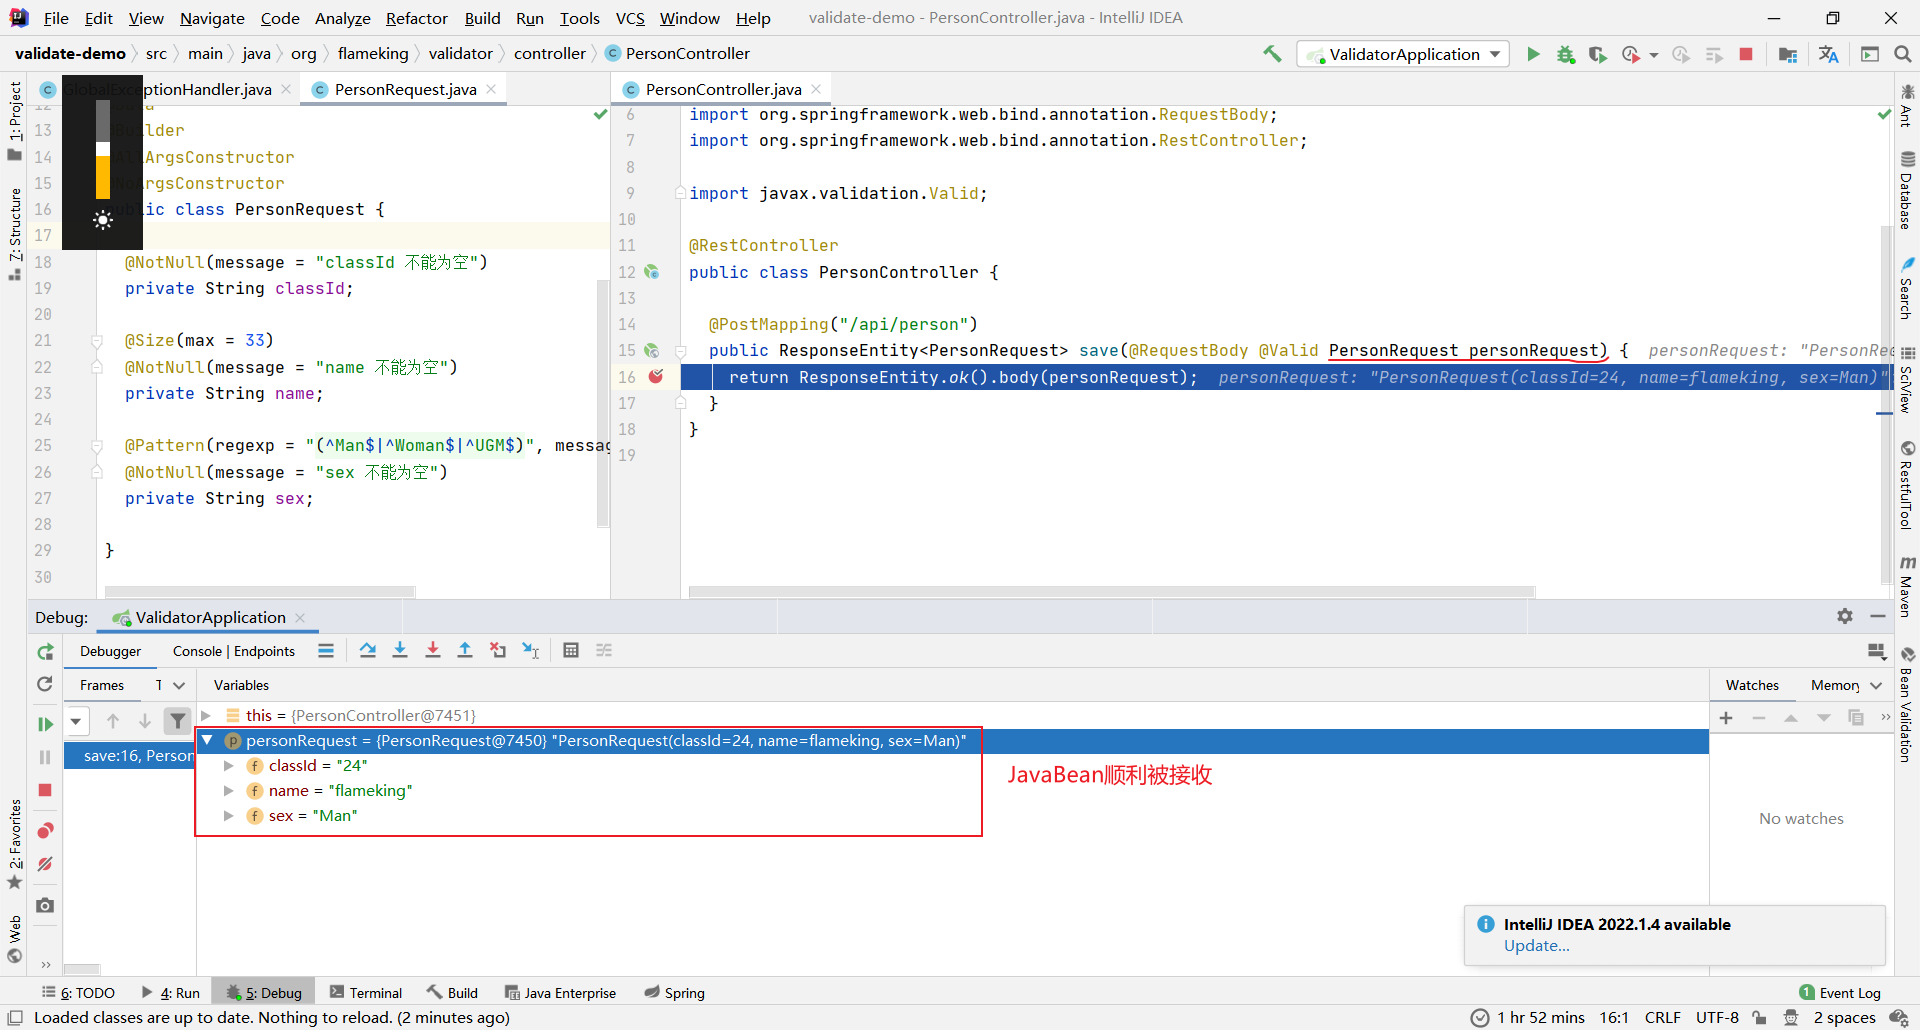 File Edit View Navigate Code Analyze Refactor Build Run Tools VCS Window Help validate-demo - PersonController.java - IntelliJ IDEA
validate-demo src main java org flameking validator controller PersonController
ValidatorApplication
GlobalExceptionHandler.java PersonRequest.java PersonController.java
13
14 ArgsConstructor
15 ArgsConstructor
16 public class PersonRequest {
17
18 @NotNull(message = "classId 不能为空")
19 private String classId;
20
21 @Size(max = 33)
22 @NotNull(message = "name 不能为空")
23 private String name;
24
25 @Pattern(regexp = "(^Man$|^Woman$|^UGM$)", messag
26 @NotNull(message = "sex 不能为空")
27 private String sex;
28
29 }
30
6 import org.springframework.web.bind.annotation.RequestBody;
7 import org.springframework.web.bind.annotation.RestController;
8
9 import javax.validation.Valid;
10
11 @RestController
12 public class PersonController {
13
14 @PostMapping("/api/person")
15 public ResponseEntity<PersonRequest> save(@RequestBody @Valid PersonRequest personRequest) { personRequest: "PersonRe
16 return ResponseEntity.ok().body(personRequest); personRequest: "PersonRequest(classId=24, name=flameking, sex=Man)"
17 }
18 }
19
1: Project
7: Structure
2: Favorites
Web
Ant
Database
Search
SciView
RestfulTool
Maven
Bean Validation
Debug: ValidatorApplication
Debugger Console | Endpoints
Frames T Variables
Watches Memory
this = {PersonController@7451}
save:16, Person
personRequest = {PersonRequest@7450} "PersonRequest(classId=24, name=flameking, sex=Man)"
classId = "24"
name = "flameking"
sex = "Man"
JavaBean顺利被接收
No watches
IntelliJ IDEA 2022.1.4 available
Update...
6: TODO 4: Run 5: Debug Terminal Build Java Enterprise Spring
1 Event Log
Loaded classes are up to date. Nothing to reload. (2 minutes ago)
1 hr 52 mins 16:1 CRLF UTF-8 2 spaces